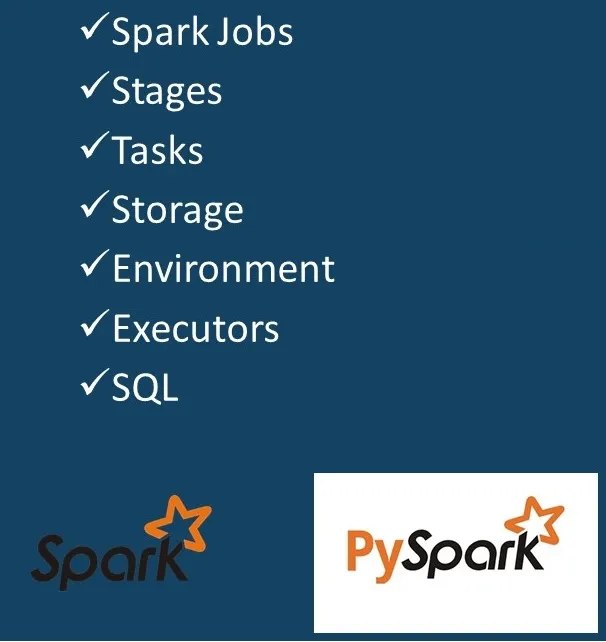 ✓Spark Jobs
✓Stages
✓Tasks
✓Storage
✓Environment
✓Executors
✓SQL
Spark
PySpark